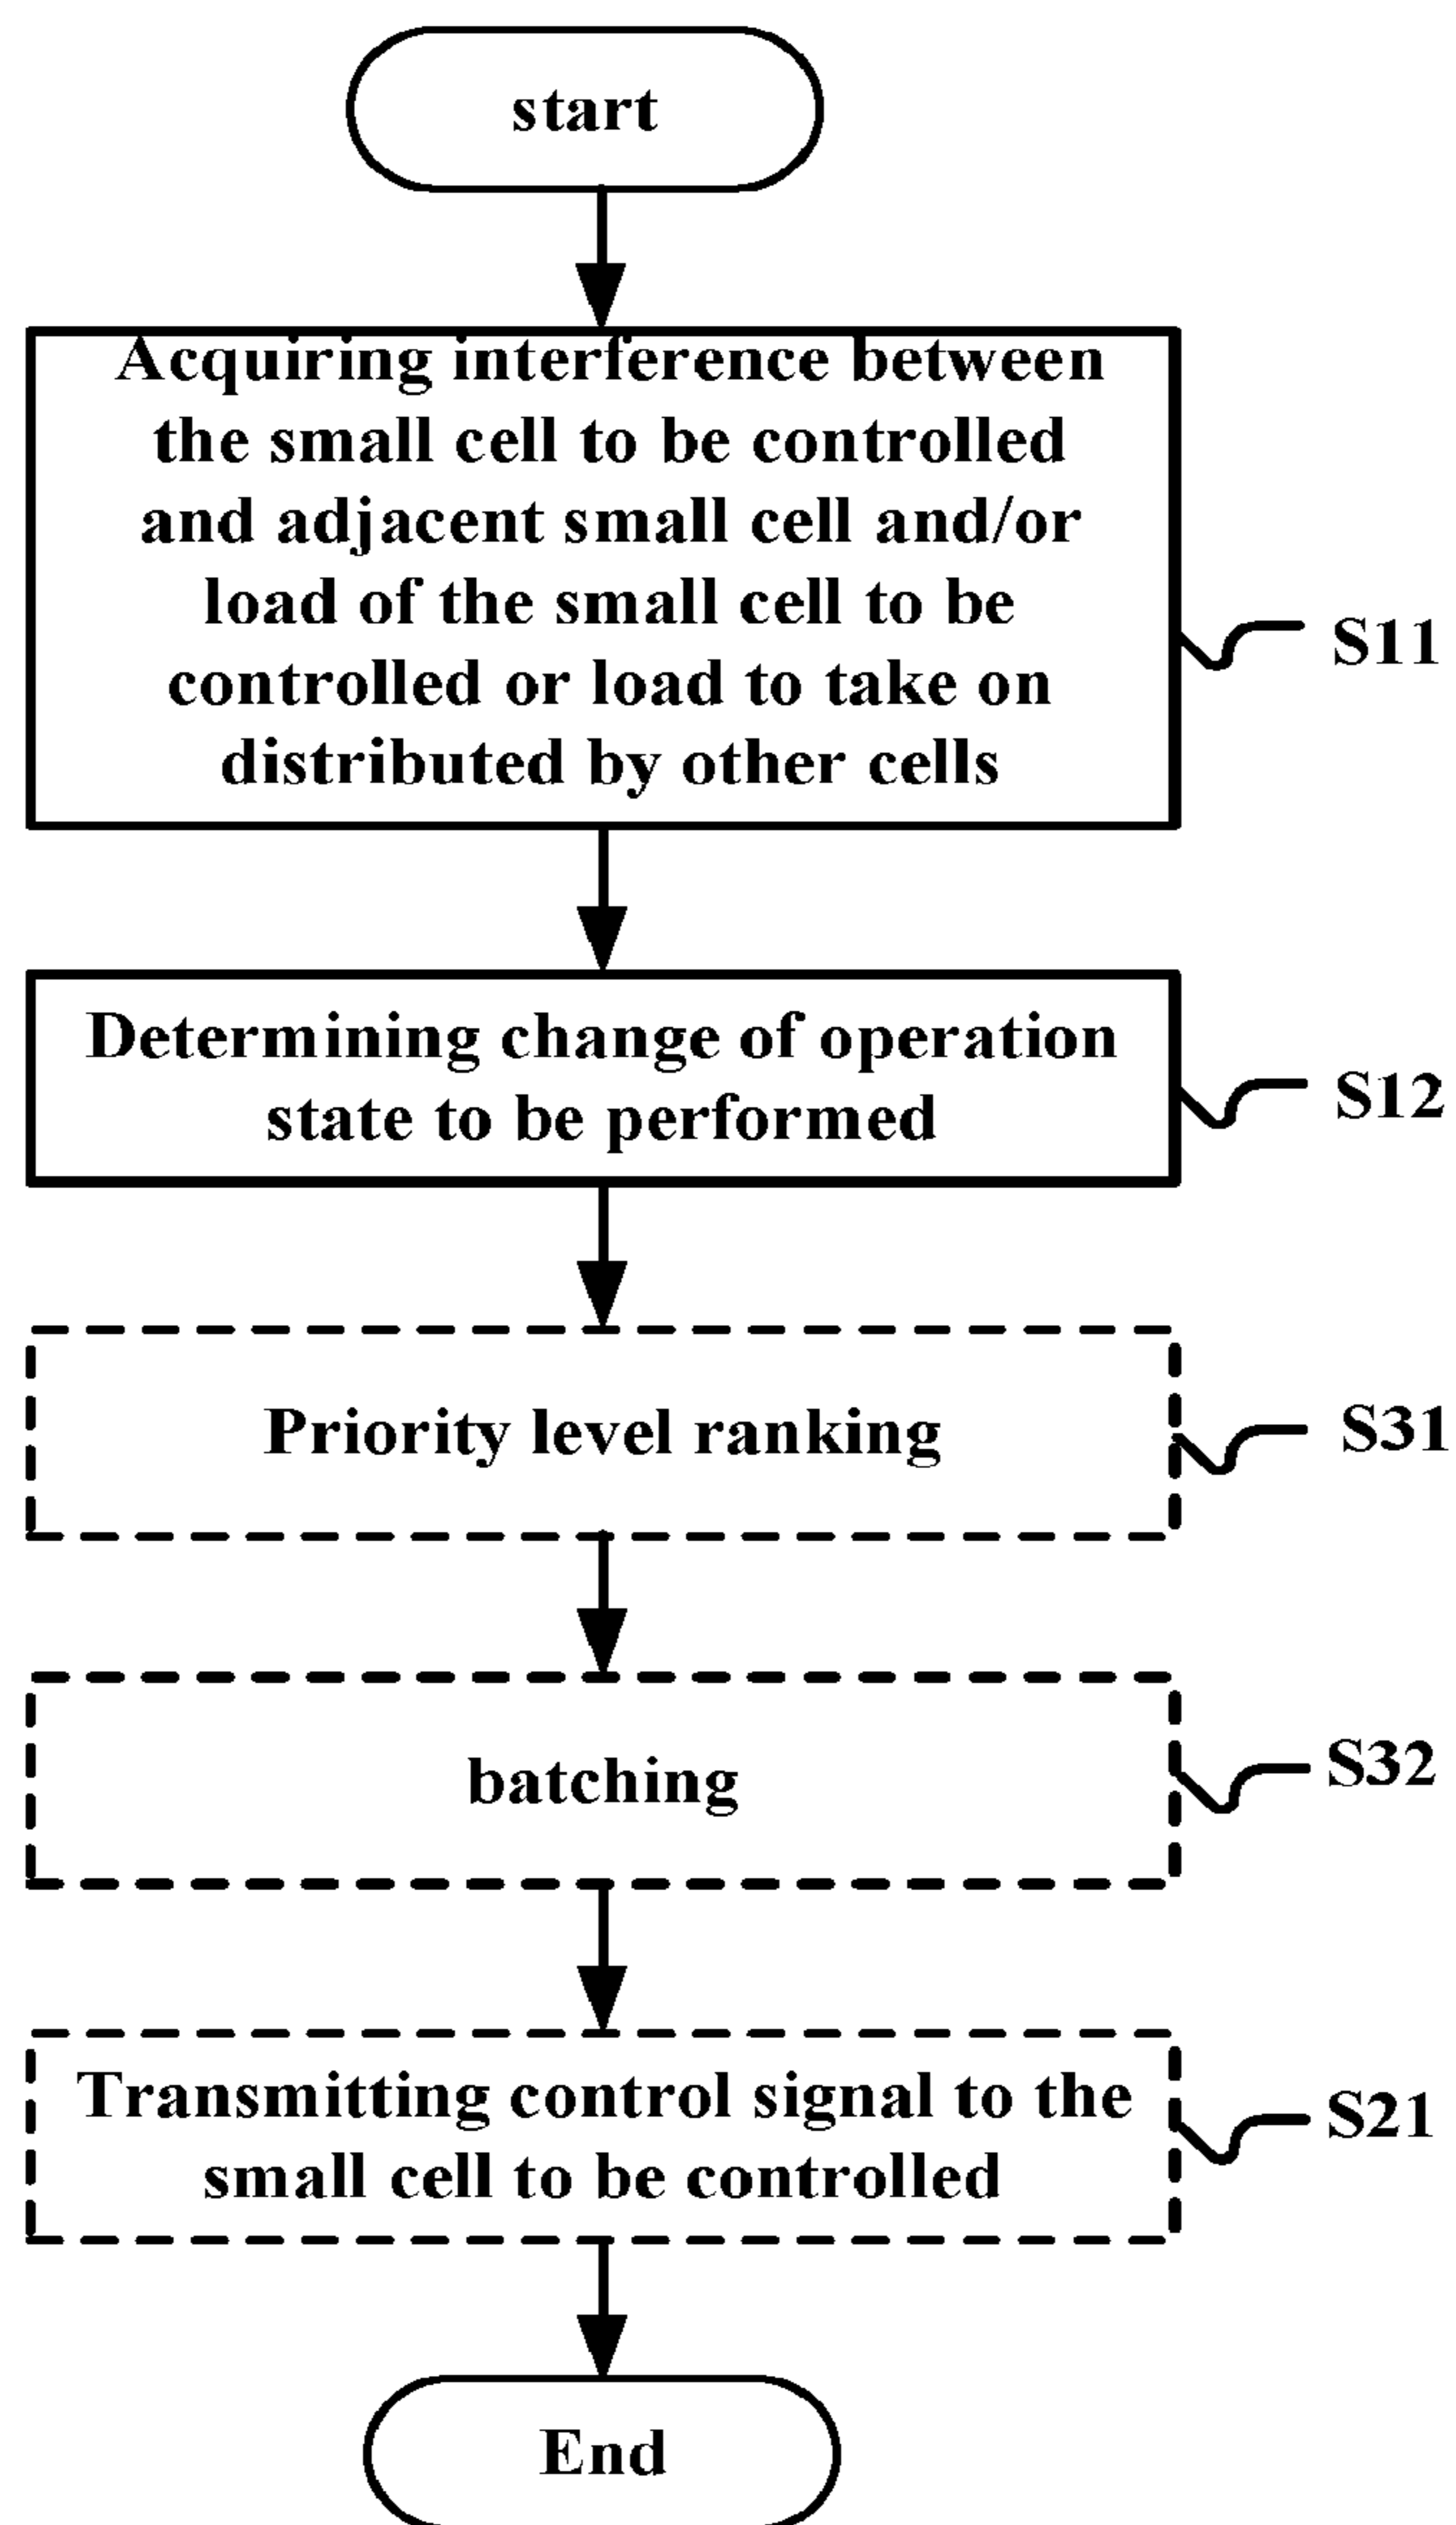 start
Acquiring interference between
the small cell to be controlled
and adjacent small cell and/or
load of the small cell to be
controlled or load to take on
distributed by other cells
S11
Determining change of operation
state to be performed
S12
Priority level ranking
S31
batching
S32
Transmitting control signal to the
small cell to be controlled
S21
End